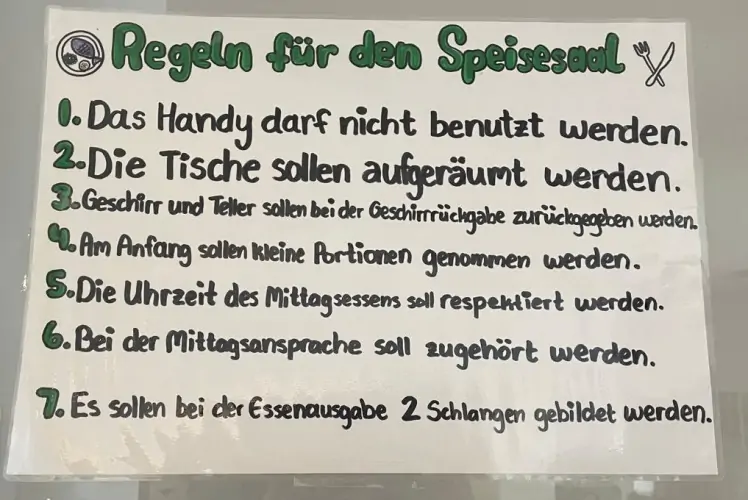 Regeln für den Speisesaal
1. Das Handy darf nicht benutzt werden.
2. Die Tische sollen aufgeräumt werden.
3. Geschirr und Teller sollen bei der Geschirrrückgabe zurückgegeben werden.
4. Am Anfang sollen kleine Portionen genommen werden.
5. Die Uhrzeit des Mittagsessens soll respektiert werden.
6. Bei der Mittagsansprache soll zugehört werden.
7. Es sollen bei der Essenausgabe 2 Schlangen gebildet werden.